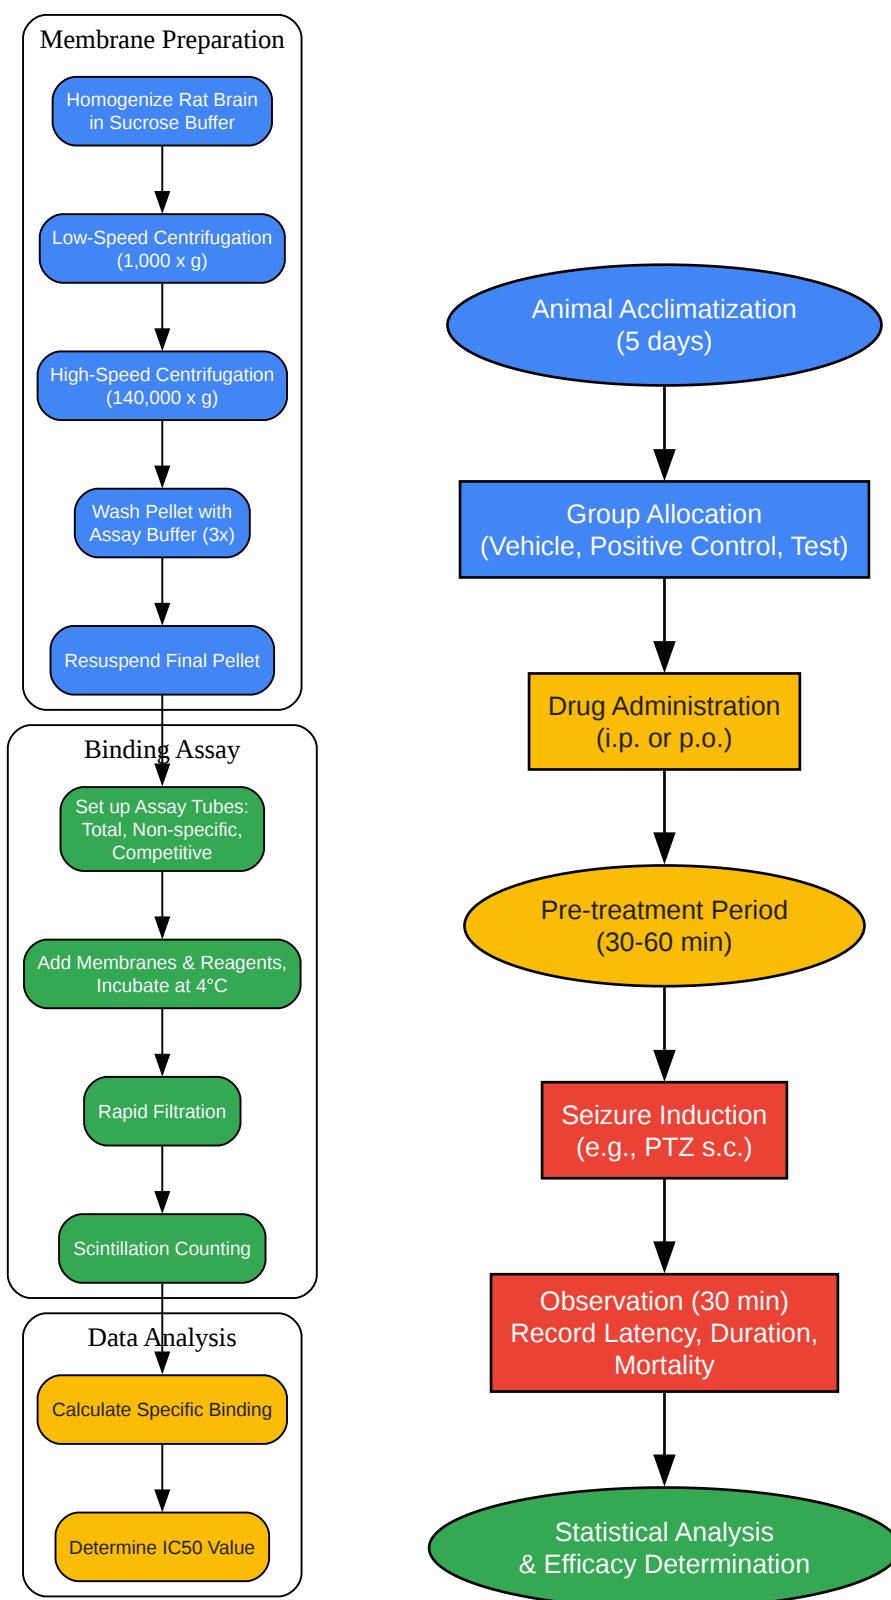 Membrane Preparation
Homogenize Rat Brain
in Sucrose Buffer
Low-Speed Centrifugation
(1,000 x g)
High-Speed Centrifugation
(140,000 x g)
Wash Pellet with
Assay Buffer (3x)
Resuspend Final Pellet
Binding Assay
Set up Assay Tubes:
Total, Non-specific,
Competitive
Add Membranes & Reagents,
Incubate at 4°C
Rapid Filtration
Scintillation Counting
Data Analysis
Calculate Specific Binding
Determine IC50 Value
Animal Acclimatization
(5 days)
Group Allocation
(Vehicle, Positive Control, Test)
Drug Administration
(i.p. or p.o.)
Pre-treatment Period
(30-60 min)
Seizure Induction
(e.g., PTZ s.c.)
Observation (30 min)
Record Latency, Duration,
Mortality
Statistical Analysis
& Efficacy Determination